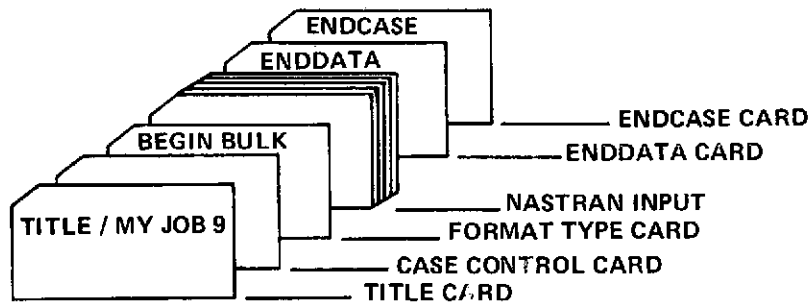 ENDCASE
ENDDATA
BEGIN BULK
TITLE / MY JOB 9
ENDCASE CARD
ENDDATA CARD
NASTRAN INPUT
FORMAT TYPE CARD
CASE CONTROL CARD
TITLE CARD